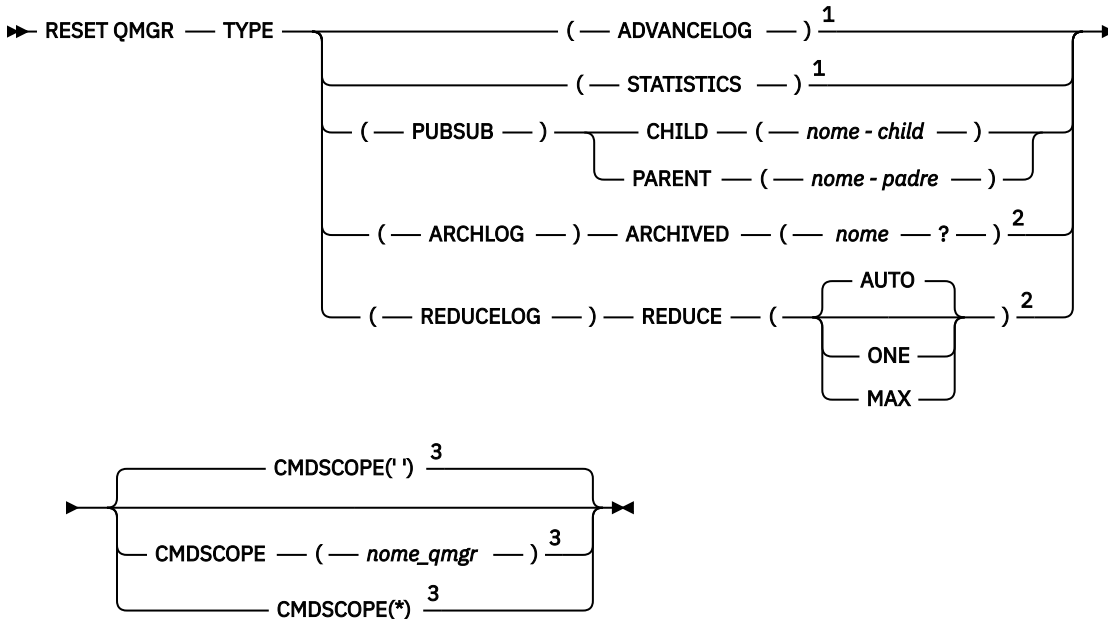 RESET QMGR TYPE ( ADVANCELOG ) 1
( STATISTICS ) 1
( PUBSUB ) CHILD ( nome - child )
PARENT ( nome - padre )
( ARCHLOG ) ARCHIVED ( nome ? ) 2
AUTO
( REDUCELOG ) REDUCE ( ) 2
ONE
MAX
CMDSCOPE(' ') 3
CMDSCOPE ( nome_qmgr ) 3
CMDSCOPE(*) 3